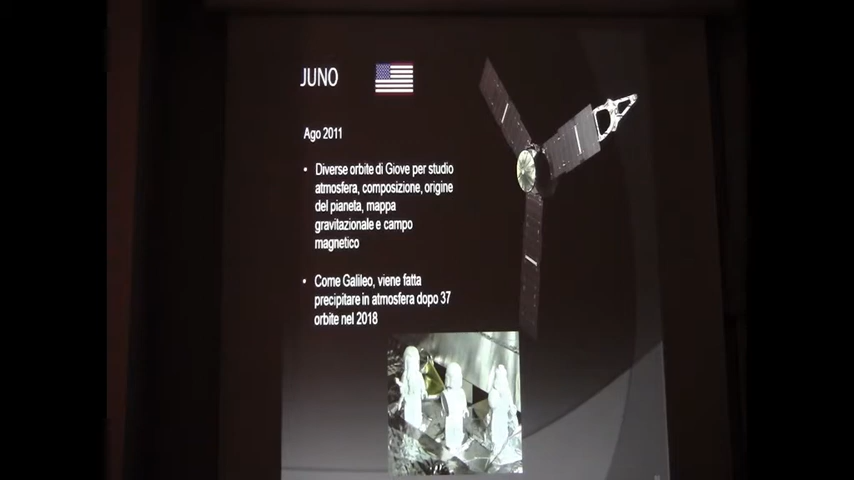 JUNO
Ago 2011
• Diverse orbite di Giove per studio
atmosfera, composizione, origine
del pianeta, mappa
gravitazionale e campo
magnetico
• Come Galileo, viene fatta
precipitare in atmosfera dopo 37
orbite nel 2018